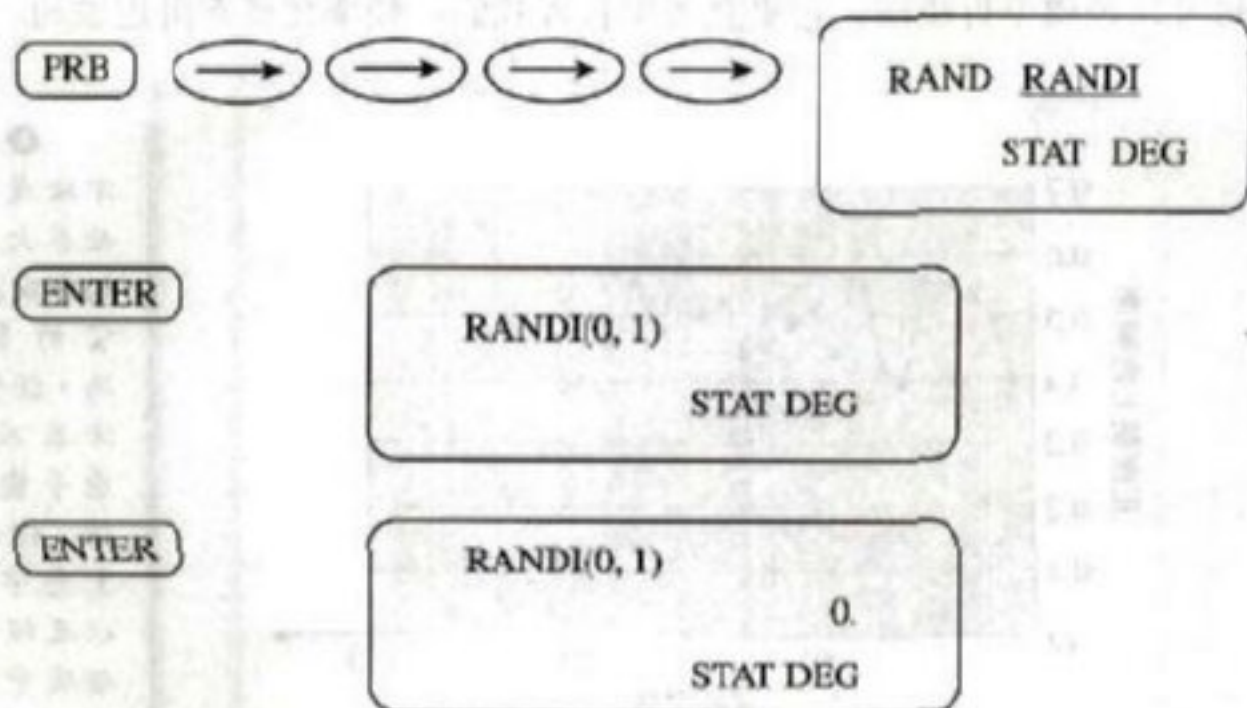 PRB → → → → RAND RANDI
STAT DEG
ENTER RANDI(0, 1)
STAT DEG
ENTER RANDI(0, 1)
0.
STAT DEG